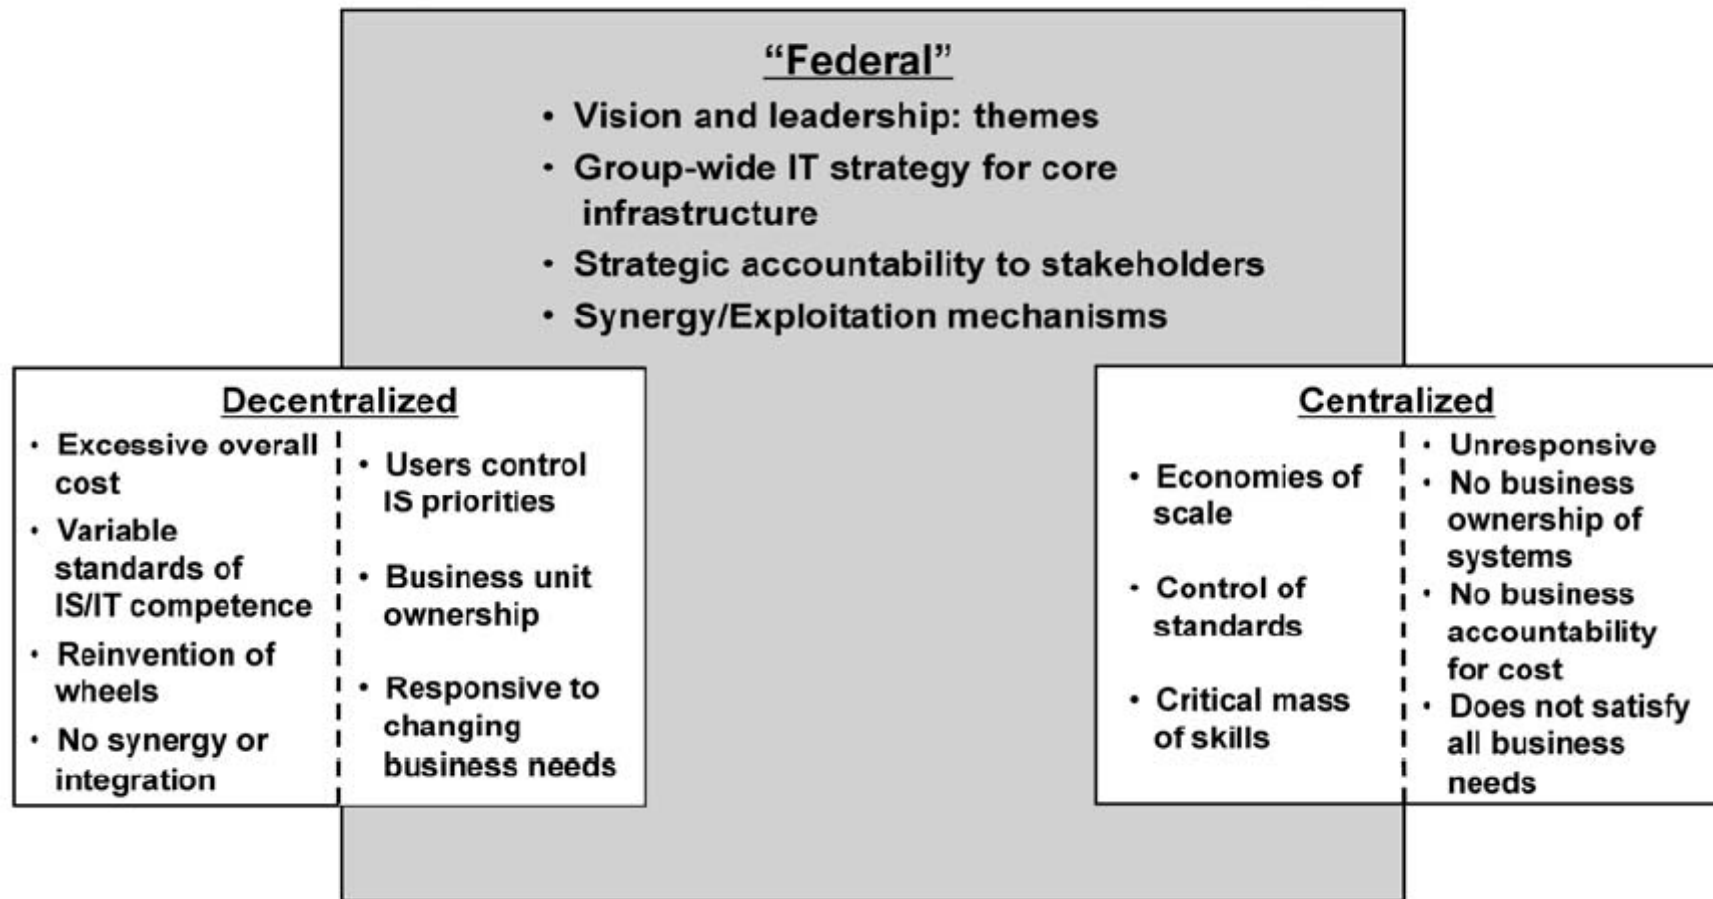 “Federal”
• Vision and leadership: themes
• Group-wide IT strategy for core
infrastructure
• Strategic accountability to stakeholders
• Synergy/Exploitation mechanisms
Decentralized
• Excessive overall
cost
• Variable
standards of
IS/IT competence
• Reinvention of
wheels
• No synergy or
integration
• Users control
IS priorities
• Business unit
ownership
• Responsive to
changing
business needs
Centralized
• Economies of
scale
• Control of
standards
• Critical mass
of skills
• Unresponsive
• No business
ownership of
systems
• No business
accountability
for cost
• Does not satisfy
all business
needs